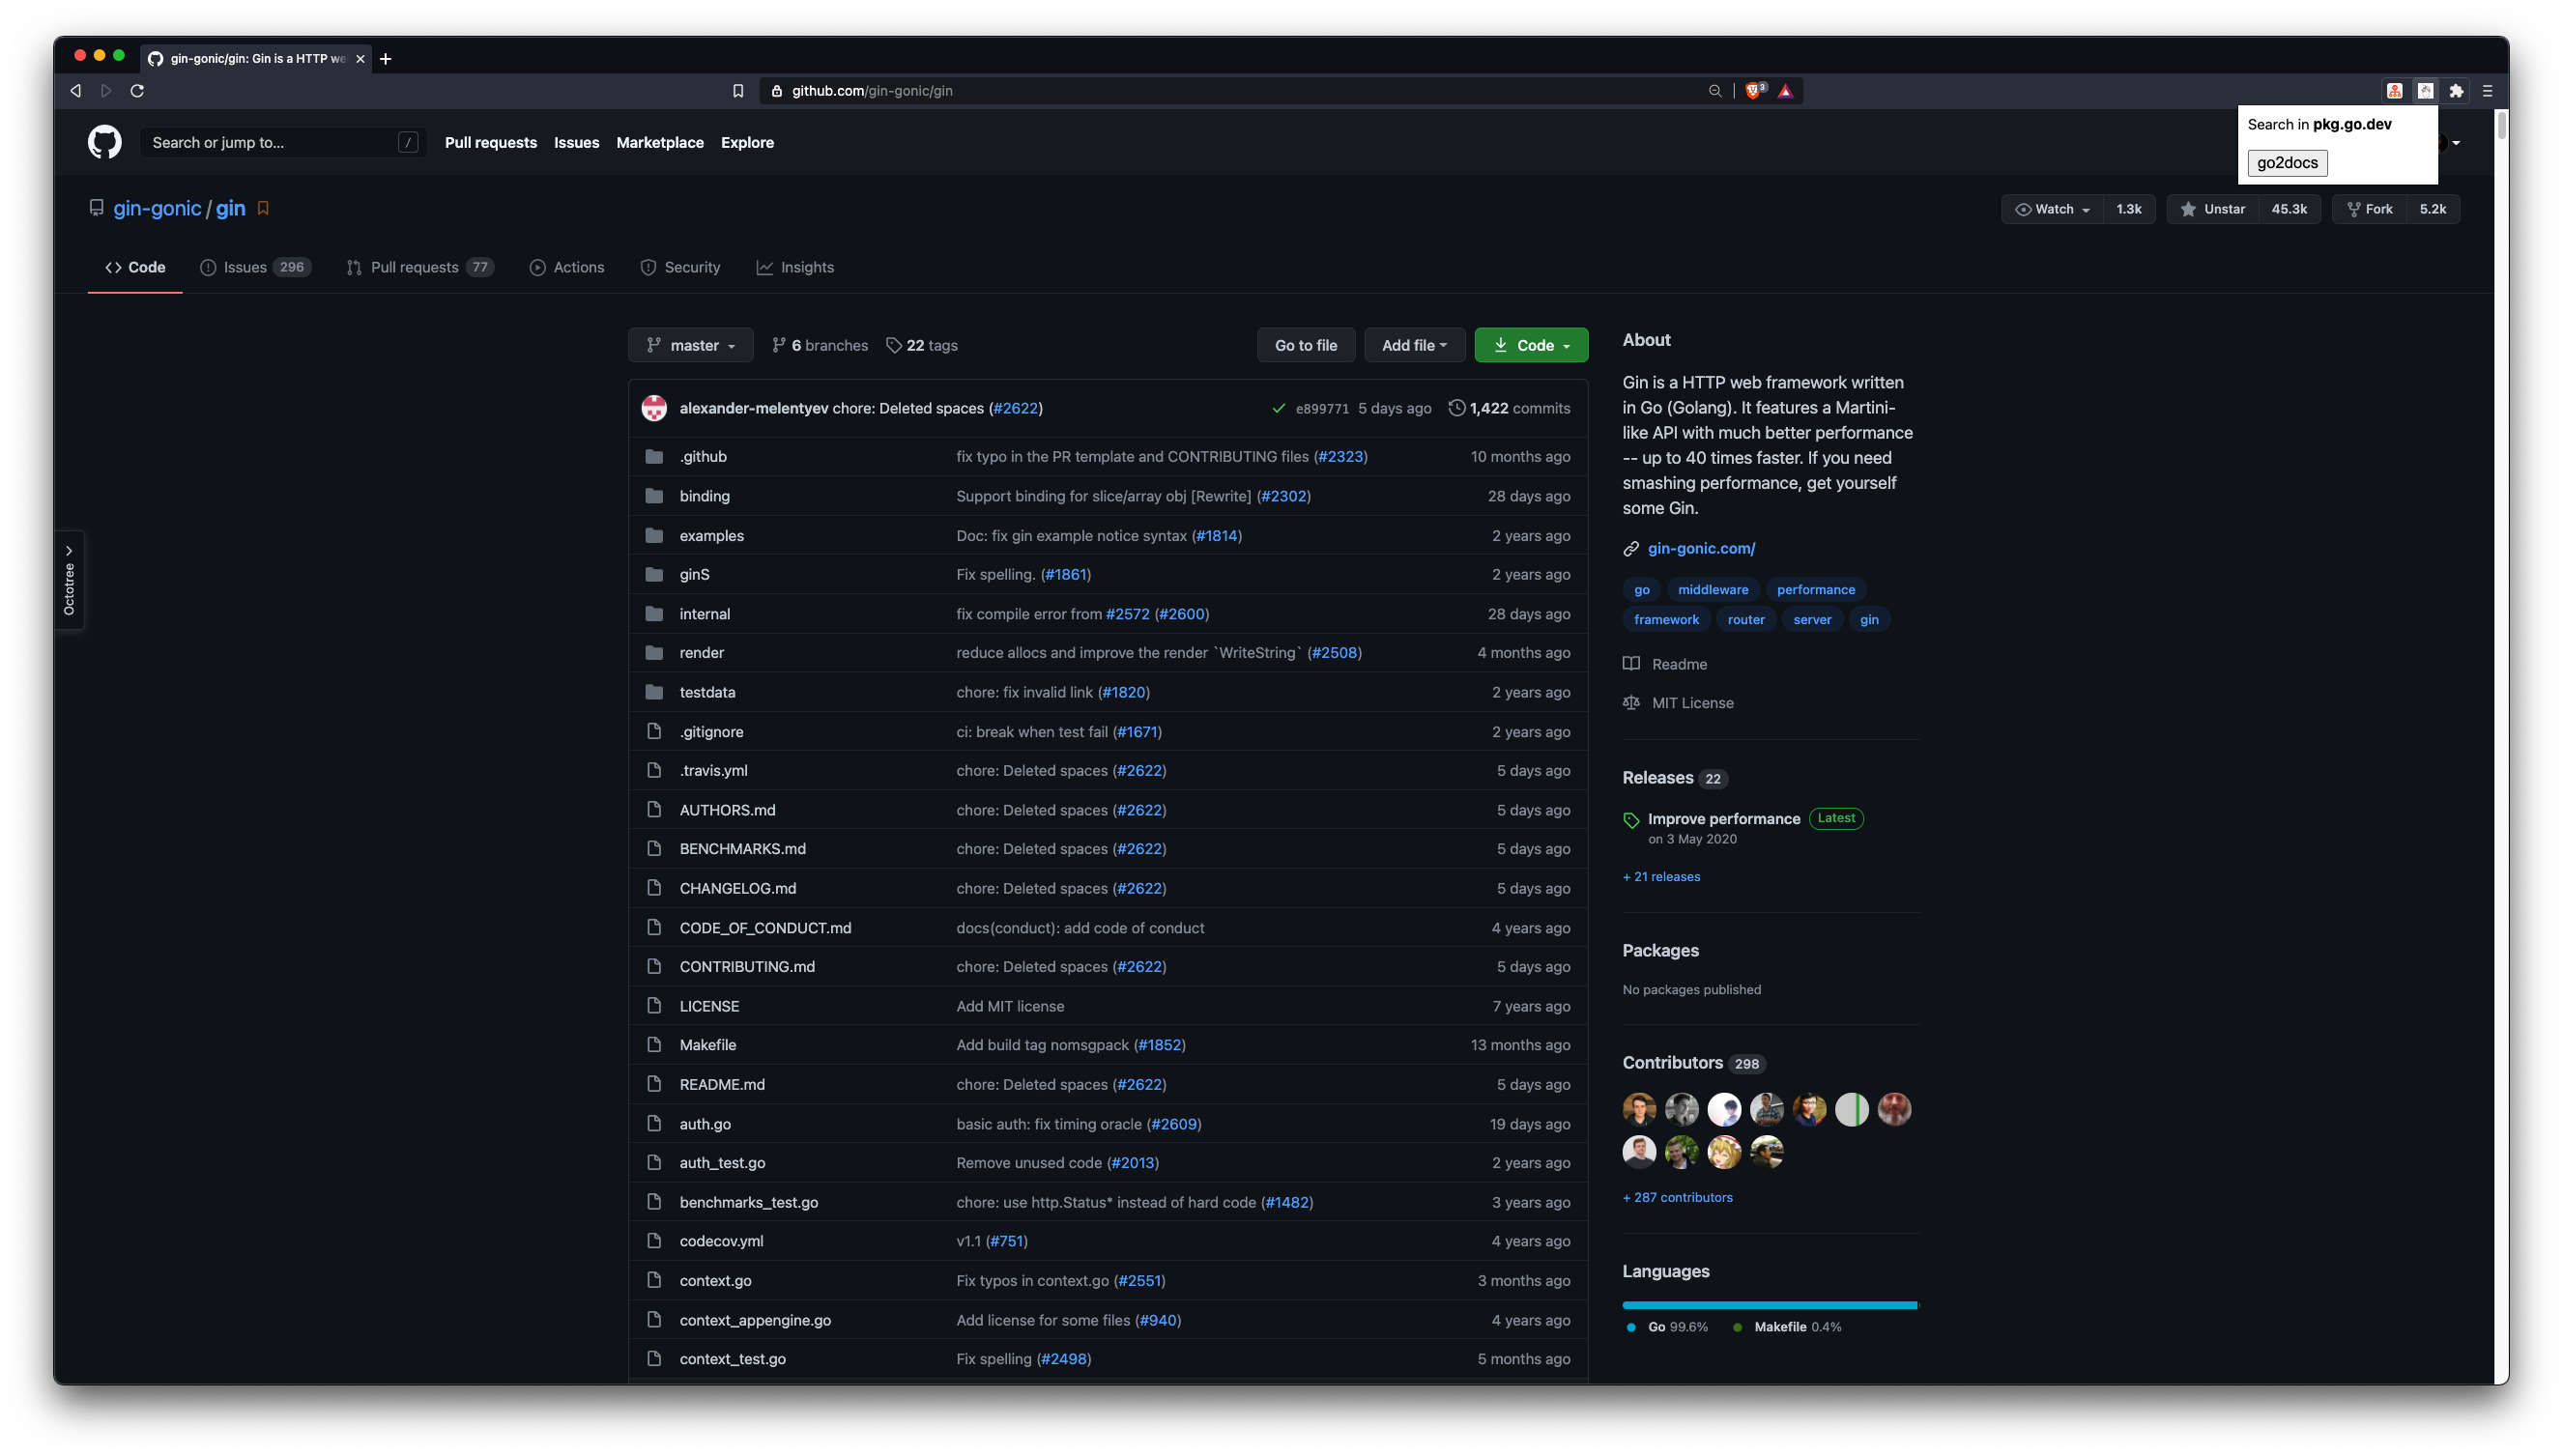 gin-gonic/gin: Gin is a HTTP we
github.com/gin-gonic/gin
3
Search in pkg.go.dev
go2docs
Search or jump to...
/
Pull requests
Issues
Marketplace
Explore
gin-gonic / gin
Watch 1.3k
Unstar 45.3k
Fork 5.2k
Code
Issues 296
Pull requests 77
Actions
Security
Insights
Octotree
master
6 branches
22 tags
Go to file
Add file
Code
alexander-melentyev chore: Deleted spaces (#2622)
e899771 5 days ago
1,422 commits
.github fix typo in the PR template and CONTRIBUTING files (#2323) 10 months ago
binding Support binding for slice/array obj [Rewrite] (#2302) 28 days ago
examples Doc: fix gin example notice syntax (#1814) 2 years ago
ginS Fix spelling. (#1861) 2 years ago
internal fix compile error from #2572 (#2600) 28 days ago
render reduce allocs and improve the render `WriteString` (#2508) 4 months ago
testdata chore: fix invalid link (#1820) 2 years ago
.gitignore ci: break when test fail (#1671) 2 years ago
.travis.yml chore: Deleted spaces (#2622) 5 days ago
AUTHORS.md chore: Deleted spaces (#2622) 5 days ago
BENCHMARKS.md chore: Deleted spaces (#2622) 5 days ago
CHANGELOG.md chore: Deleted spaces (#2622) 5 days ago
CODE_OF_CONDUCT.md docs(conduct): add code of conduct 4 years ago
CONTRIBUTING.md chore: Deleted spaces (#2622) 5 days ago
LICENSE Add MIT license 7 years ago
Makefile Add build tag nomsgpack (#1852) 13 months ago
README.md chore: Deleted spaces (#2622) 5 days ago
auth.go basic auth: fix timing oracle (#2609) 19 days ago
auth_test.go Remove unused code (#2013) 2 years ago
benchmarks_test.go chore: use http.Status* instead of hard code (#1482) 3 years ago
codecov.yml v1.1 (#751) 4 years ago
context.go Fix typos in context.go (#2551) 3 months ago
context_appengine.go Add license for some files (#940) 4 years ago
context_test.go Fix spelling (#2498) 5 months ago
About
Gin is a HTTP web framework written
in Go (Golang). It features a Martini-
like API with much better performance
-- up to 40 times faster. If you need
smashing performance, get yourself
some Gin.
gin-gonic.com/
go middleware performance
framework router server gin
Readme
MIT License
Releases 22
Improve performance Latest
on 3 May 2020
+ 21 releases
Packages
No packages published
Contributors 298
+ 287 contributors
Languages
Go 99.6% Makefile 0.4%